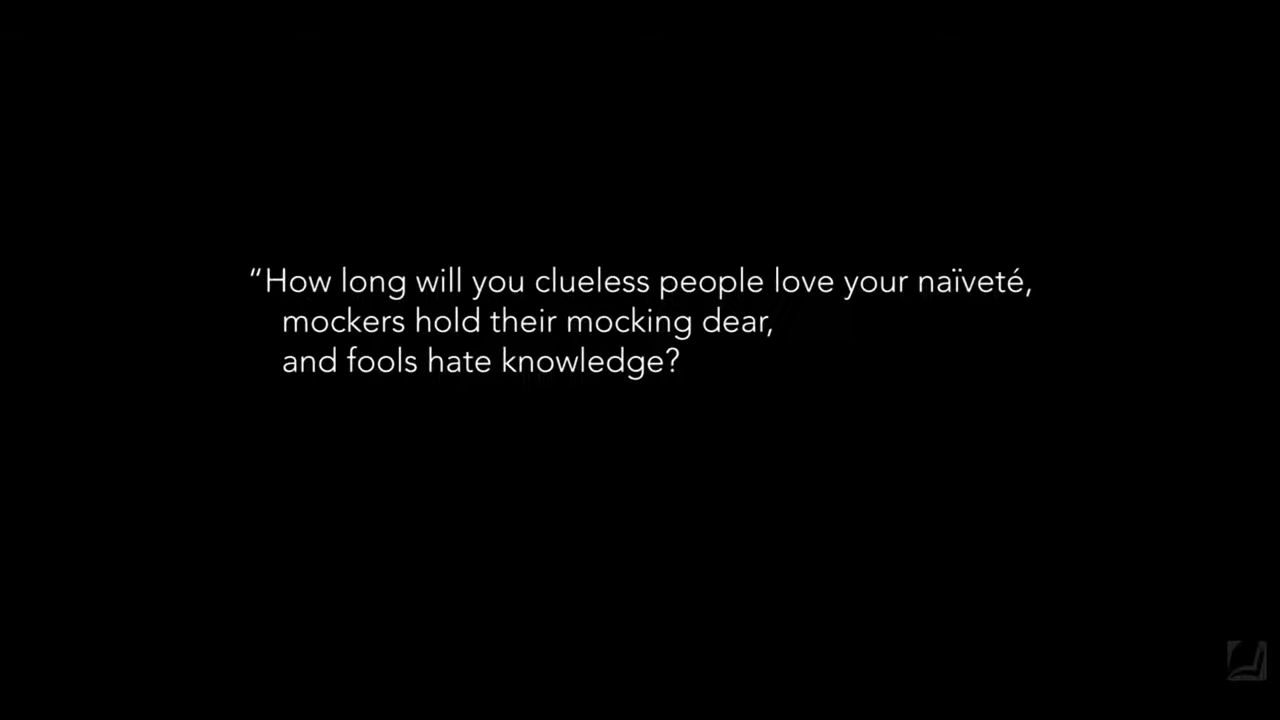 “How long will you clueless people love your naïveté,
mockers hold their mocking dear,
and fools hate knowledge?